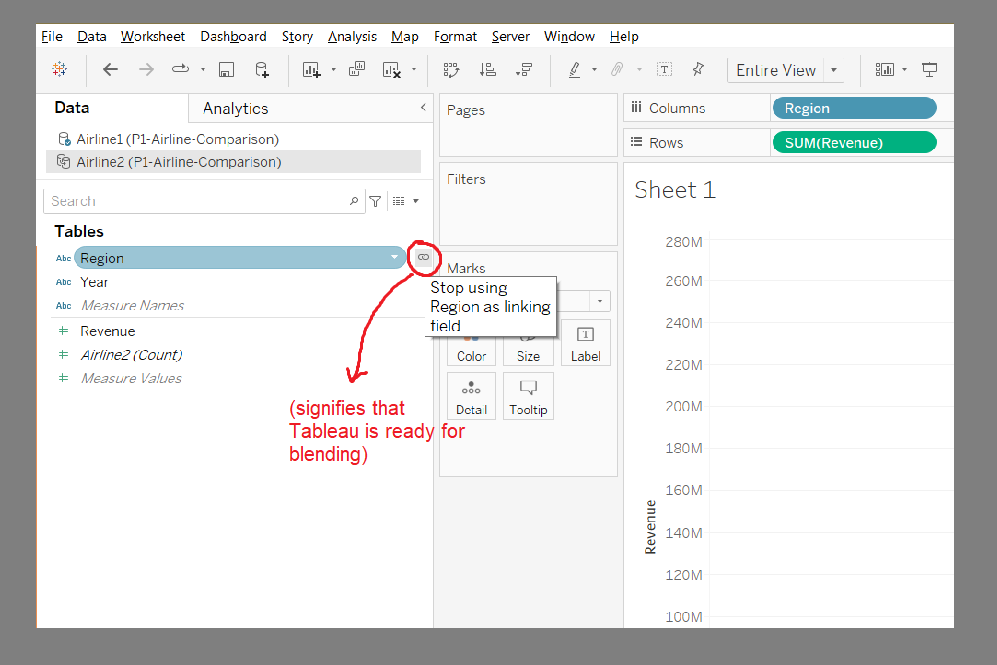 File Data Worksheet Dashboard Story Analysis Map Format Server Window Help
Entire View
Data Analytics
Airline1 (P1-Airline-Comparison)
Airline2 (P1-Airline-Comparison)
Search
Tables
Abc Region
Abc Year
Abc Measure Names
Revenue
Airline2 (Count)
Measure Values
(signifies that
Tableau is ready for
blending)
Pages
Filters
Marks
Stop using
Region as linking
field
Color Size Label
Detail Tooltip
Columns Region
Rows SUM(Revenue)
Sheet 1
Revenue
280M
260M
240M
220M
200M
180M
160M
140M
120M
100M